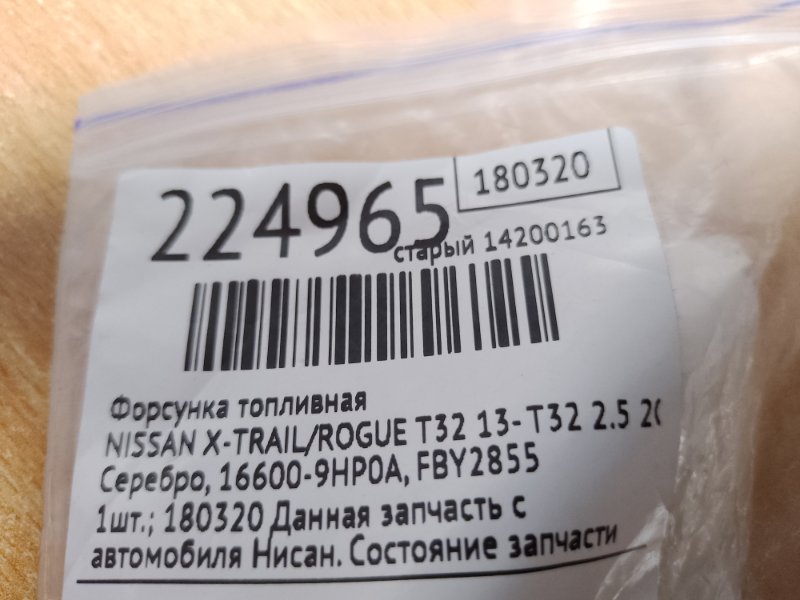 224965
180320
старый 14200163
Форсунка топливная
NISSAN X-TRAIL/ROGUE T32 13- T32 2.5 20
Серебро, 16600-9HP0A, FBY2855
1шт.; 180320 Данная запчасть с
автомобиля Нисан. Состояние запчасти